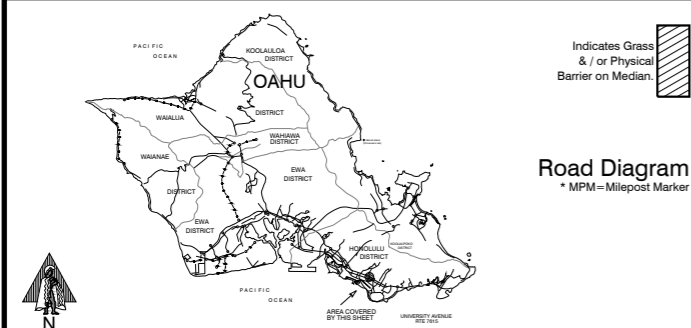 PACIFIC
OCEAN
KOOLAULOA
DISTRICT
OAHU
DISTRICT
WAIALUA
WAHIAWA
DISTRICT
WAIANAE
EWA
DISTRICT
DISTRICT
EWA
DISTRICT
HONOLULU
DISTRICT
PACIFIC
OCEAN
AREA COVERED
BY THIS SHEET
UNIVERSITY AVENUE
RTE 7815
N
Indicates Grass
& / or Physical
Barrier on Median.
Road Diagram
* MPM=Milepost Marker